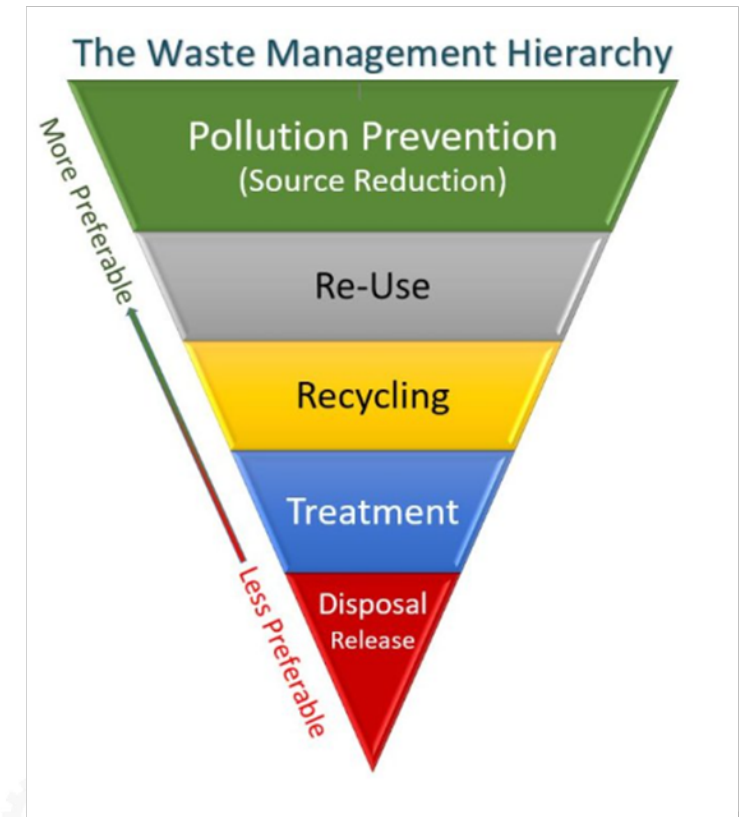 The Waste Management Hierarchy
Pollution Prevention
(Source Reduction)
More Preferable
Re-Use
Recycling
Treatment
Less Preferable
Disposal
Release